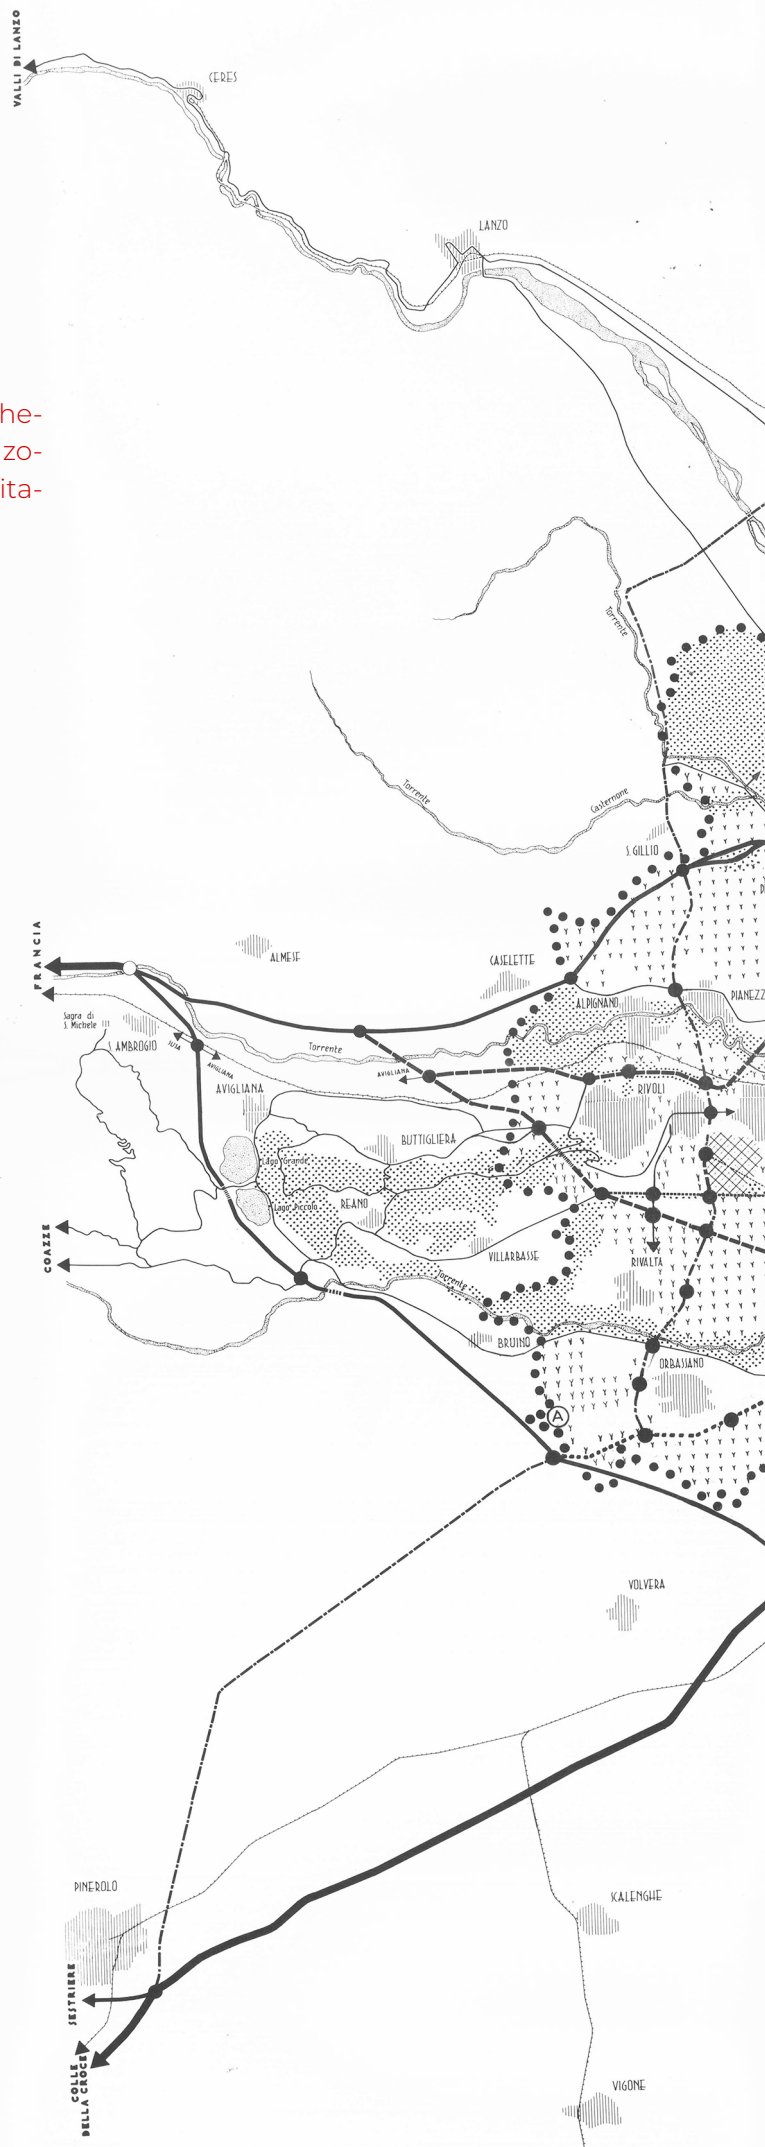 VALLI DI LANZO
CERES
LANZO
he-
zo-
ita-
Torrente
Torrente
Casternone
S. GILLIO
FRANCIA
ALMESE
CASELETTE
ALPIGNANO
PIANEZZ
Sagra di
S. Michele
S. AMBROGIO
SUSA
AVIGLIANA
Torrente
AVIGLIANA
AVIGLIANA
RIVOLI
BUTTIGLIERA
Lago Grande
Lago Piccolo
REANO
COAZZE
VILLARBASSE
RIVALTA
Torrente
BRUINO
ORBASSANO
A
VOLVERA
PINEROLO
SCALENGHE
SESTRIERE
COLLE
DELLA CROCE
VIGONE